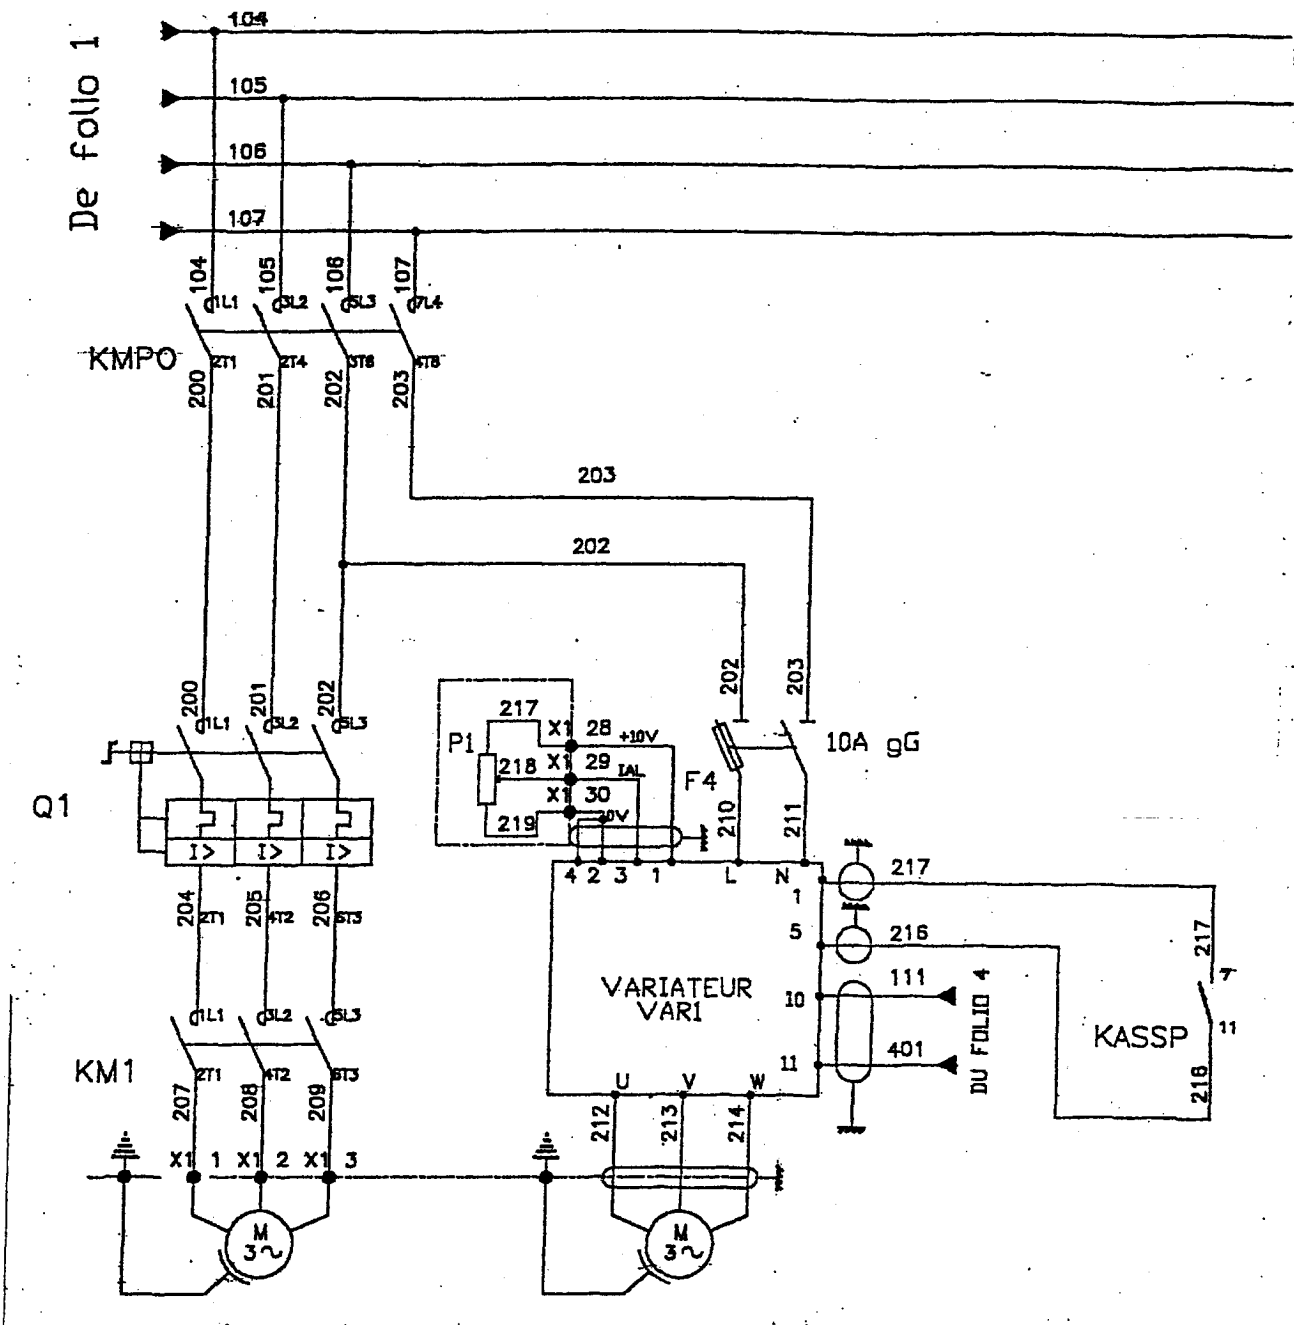 De folio 1
104
105
106
107
104 105 106 107
1L1 3L2 5L3 7L4
KMPO
2T1 2T4 3T6 4T8
200 201 202 203
203
202
202 203
200 201 202
1L1 3L2 5L3
Q1
I> I> I>
204 205 206
2T1 4T2 6T3
1L1 3L2 5L3
KM1
2T1 4T2 6T3
207 208 209
X1 1 X1 2 X1 3
M
3~
P1
217 X1 28 +10V
218 X1 29 IAL
219 X1 30 0V
F4
10A gG
210 211
4 2 3 1 L N
1 217
5 216
10 111
11 401
DU FOLIO 4
VARIATEUR
VAR1
U V W
212 213 214
M
3~
217
7
KASSP
11
216